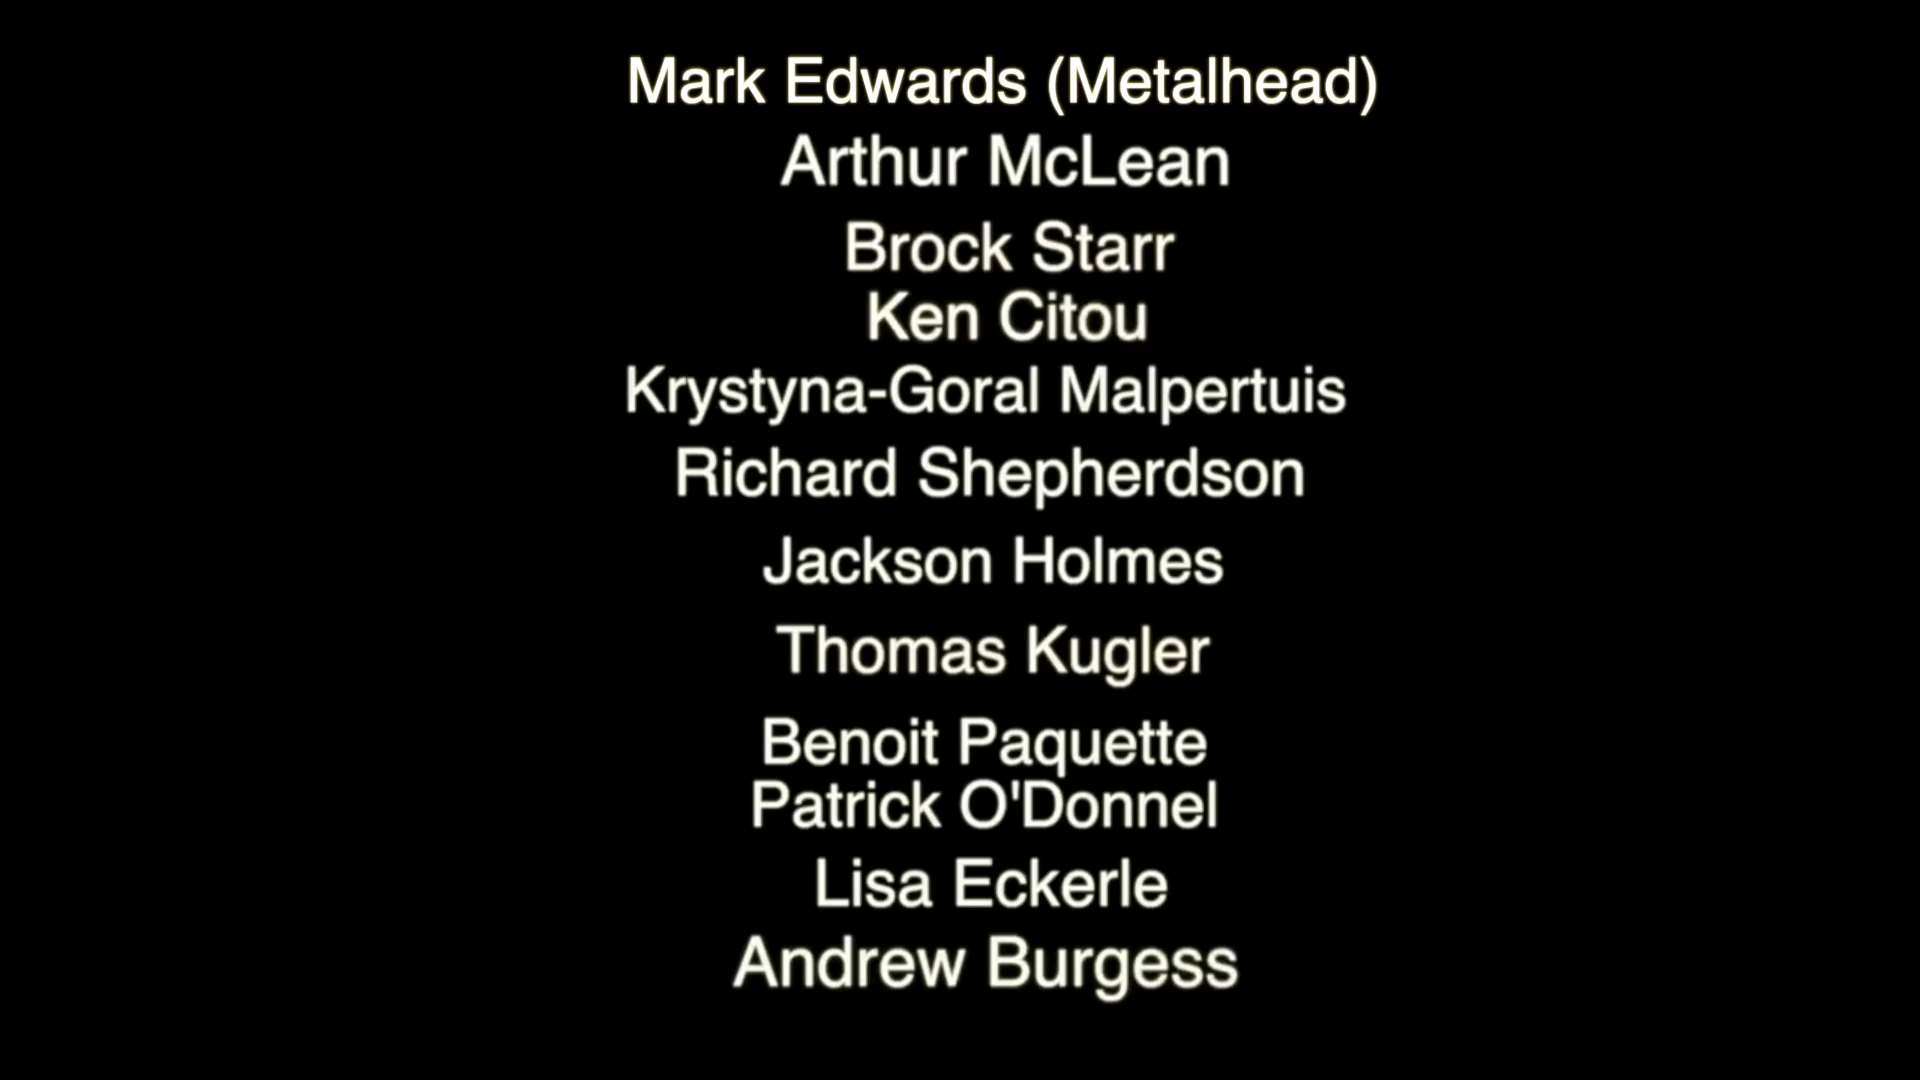 Mark Edwards (Metalhead)
Arthur McLean
Brock Starr
Ken Citou
Krystyna-Goral Malpertuis
Richard Shepherdson
Jackson Holmes
Thomas Kugler
Benoit Paquette
Patrick O'Donnel
Lisa Eckerle
Andrew Burgess